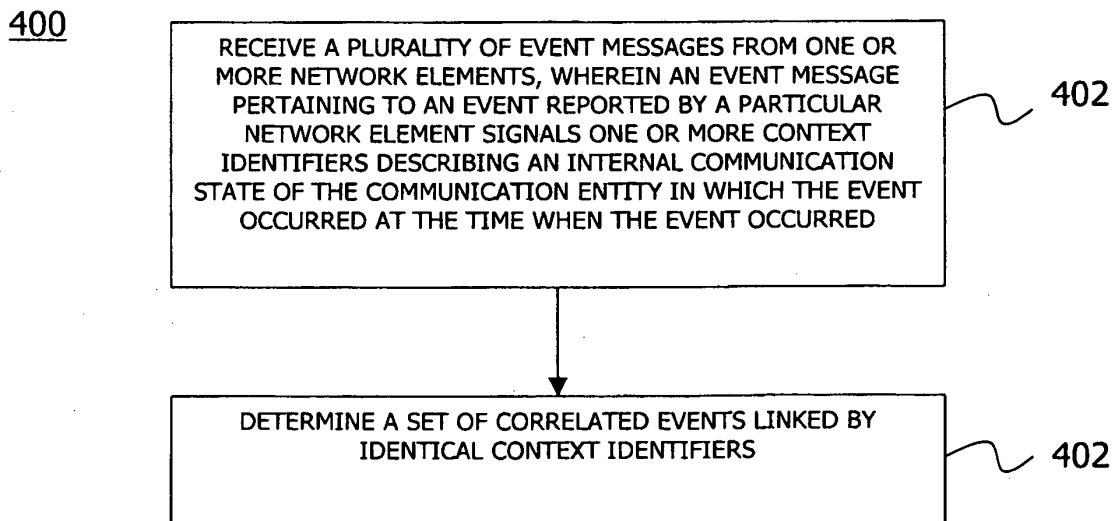 400
RECEIVE A PLURALITY OF EVENT MESSAGES FROM ONE OR
MORE NETWORK ELEMENTS, WHEREIN AN EVENT MESSAGE
PERTAINING TO AN EVENT REPORTED BY A PARTICULAR
NETWORK ELEMENT SIGNALS ONE OR MORE CONTEXT
IDENTIFIERS DESCRIBING AN INTERNAL COMMUNICATION
STATE OF THE COMMUNICATION ENTITY IN WHICH THE EVENT
OCCURRED AT THE TIME WHEN THE EVENT OCCURRED
402
DETERMINE A SET OF CORRELATED EVENTS LINKED BY
IDENTICAL CONTEXT IDENTIFIERS
402